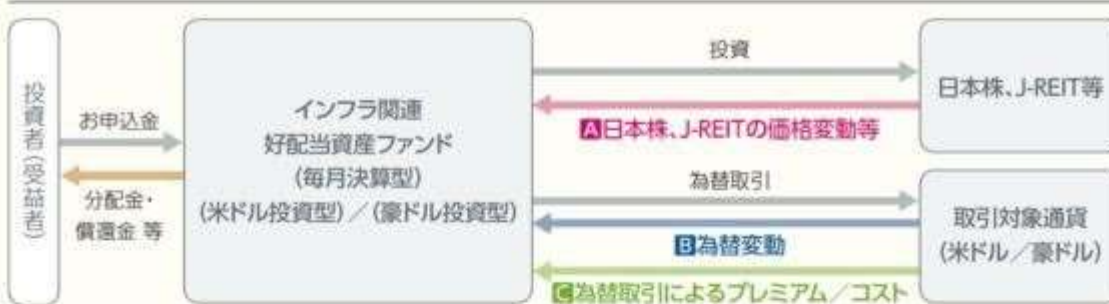 投資者(受益者)
お申込金
分配金・
償還金 等
インフラ関連
好配当資産ファンド
(毎月決算型)
(米ドル投資型)／(豪ドル投資型)
投資
A日本株、J-REITの価格変動等
為替取引
B為替変動
C為替取引によるプレミアム／コスト
日本株、J-REIT等
取引対象通貨
(米ドル／豪ドル)